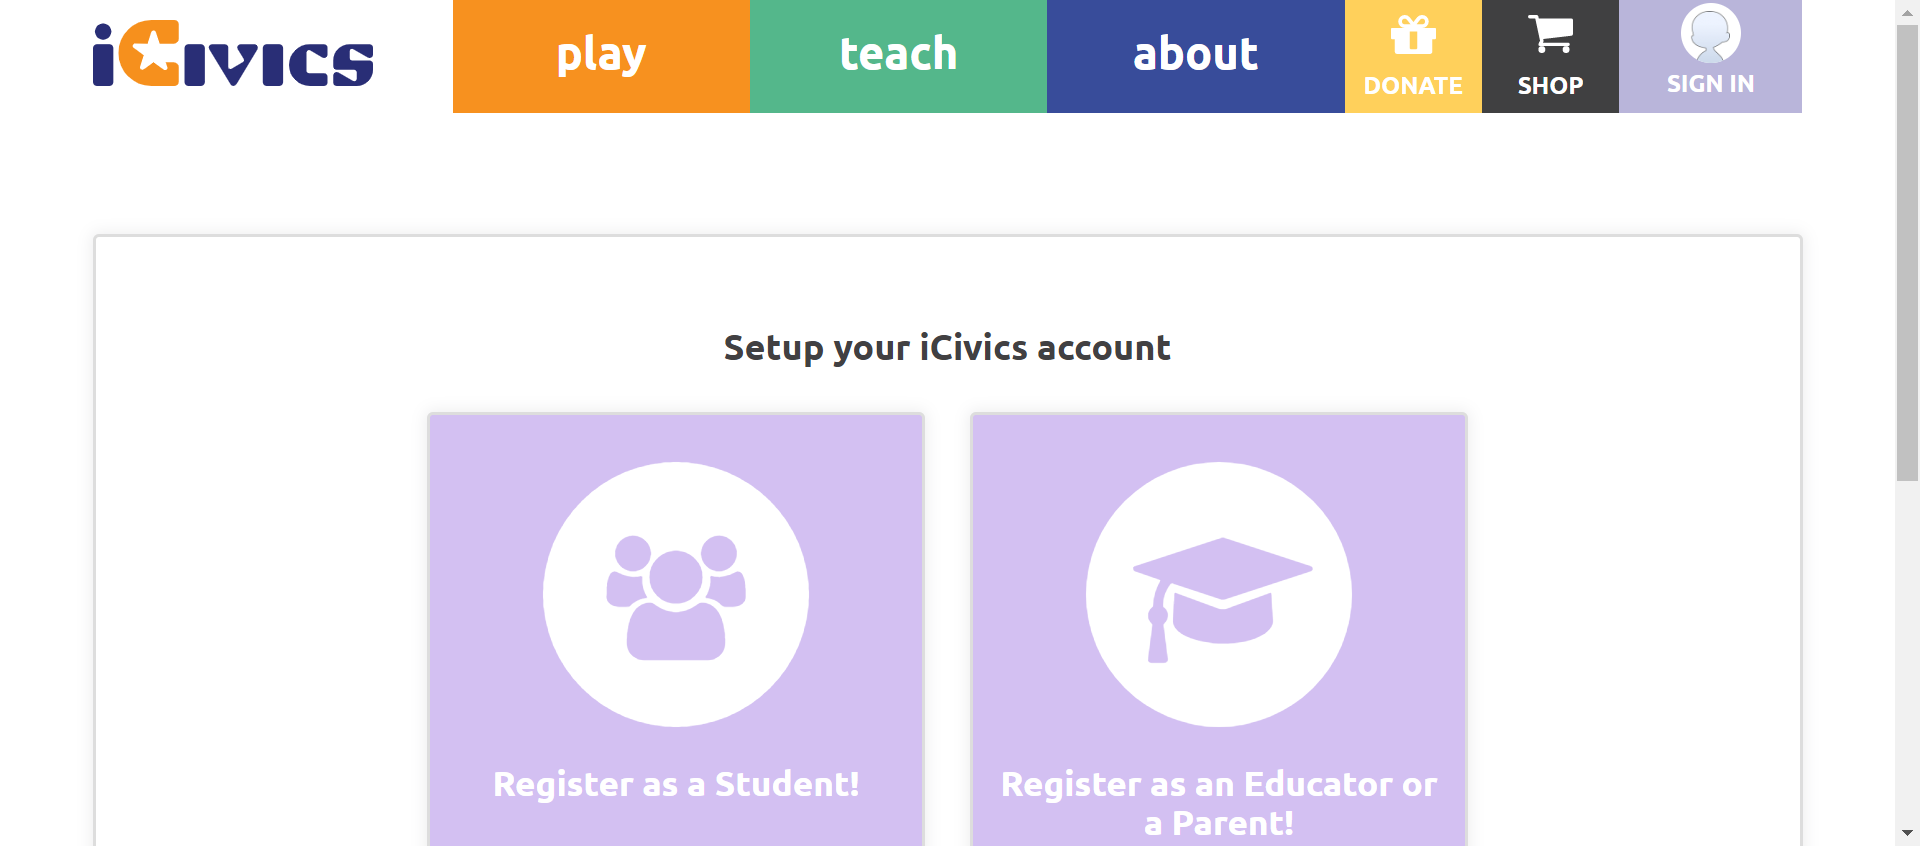 iCivics
play
teach
about
DONATE
SHOP
SIGN IN
Setup your iCivics account
Register as a Student!
Register as an Educator or
a Parent!